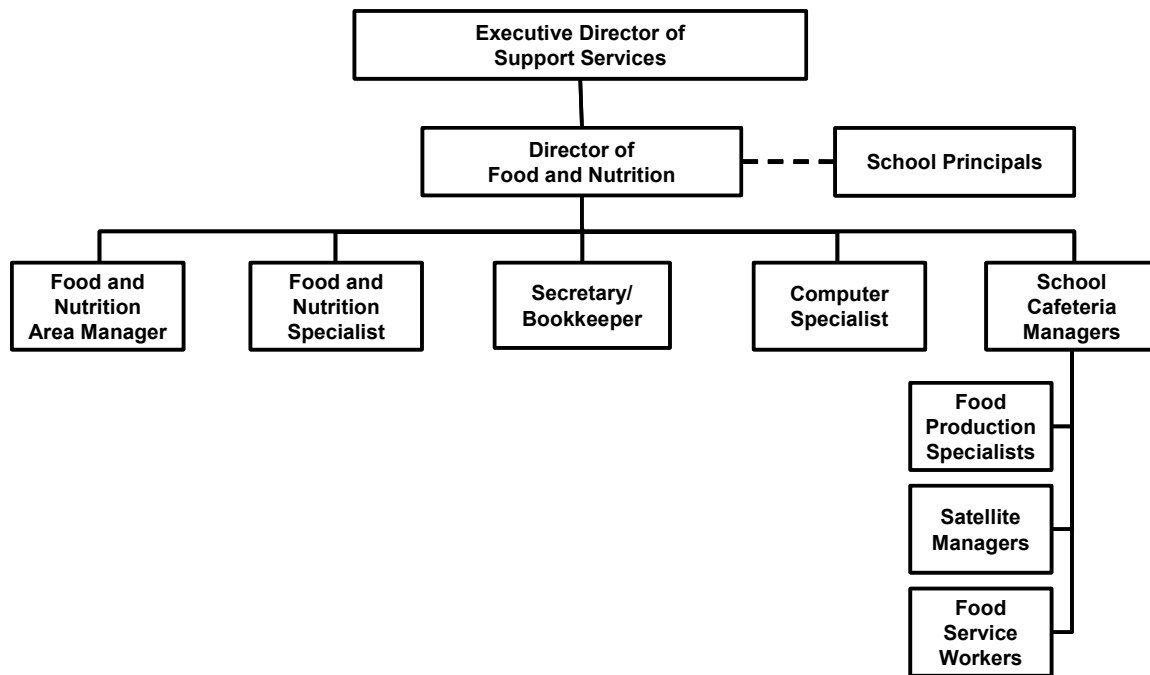 Executive Director of
Support Services
Director of
Food and Nutrition
School Principals
Food and
Nutrition
Area Manager
Food and
Nutrition
Specialist
Secretary/
Bookkeeper
Computer
Specialist
School
Cafeteria
Managers
Food
Production
Specialists
Satellite
Managers
Food
Service
Workers